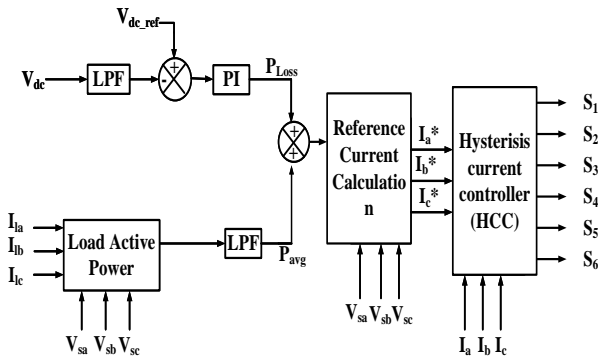 V_dc_ref
V_dc
LPF
+
-
PI
P_Loss
+
+
Reference
Current
Calculatio
n
I_a*
I_b*
I_c*
Hysterisis
current
controller
(HCC)
S_1
S_2
S_3
S_4
S_5
S_6
I_la
I_lb
I_lc
Load Active
Power
LPF
P_avg
V_sa V_sb V_sc
V_sa V_sb V_sc
I_a I_b I_c